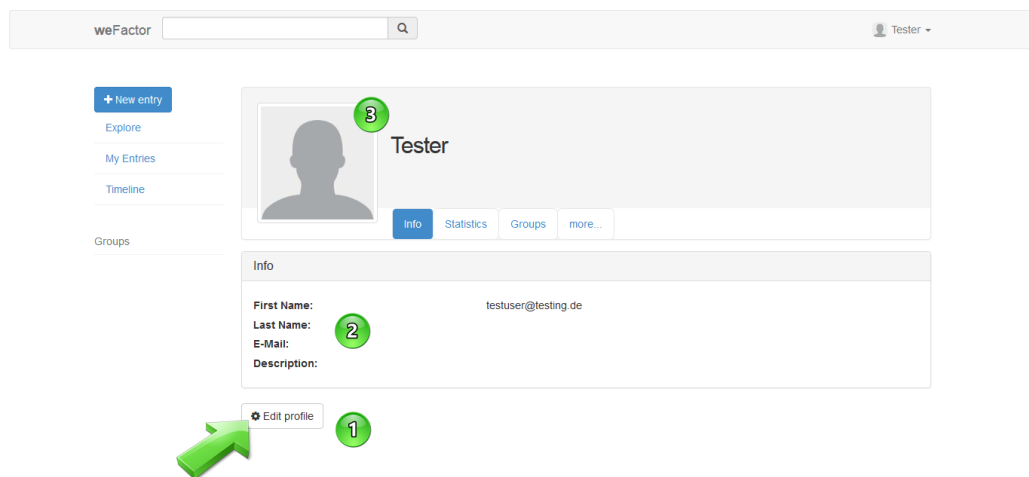 weFactor
Tester
New entry
Explore
My Entries
Timeline
Groups
3
Tester
Info Statistics Groups more...
Info
First Name: testuser@testing.de
Last Name:
2
E-Mail:
Description:
Edit profile
1